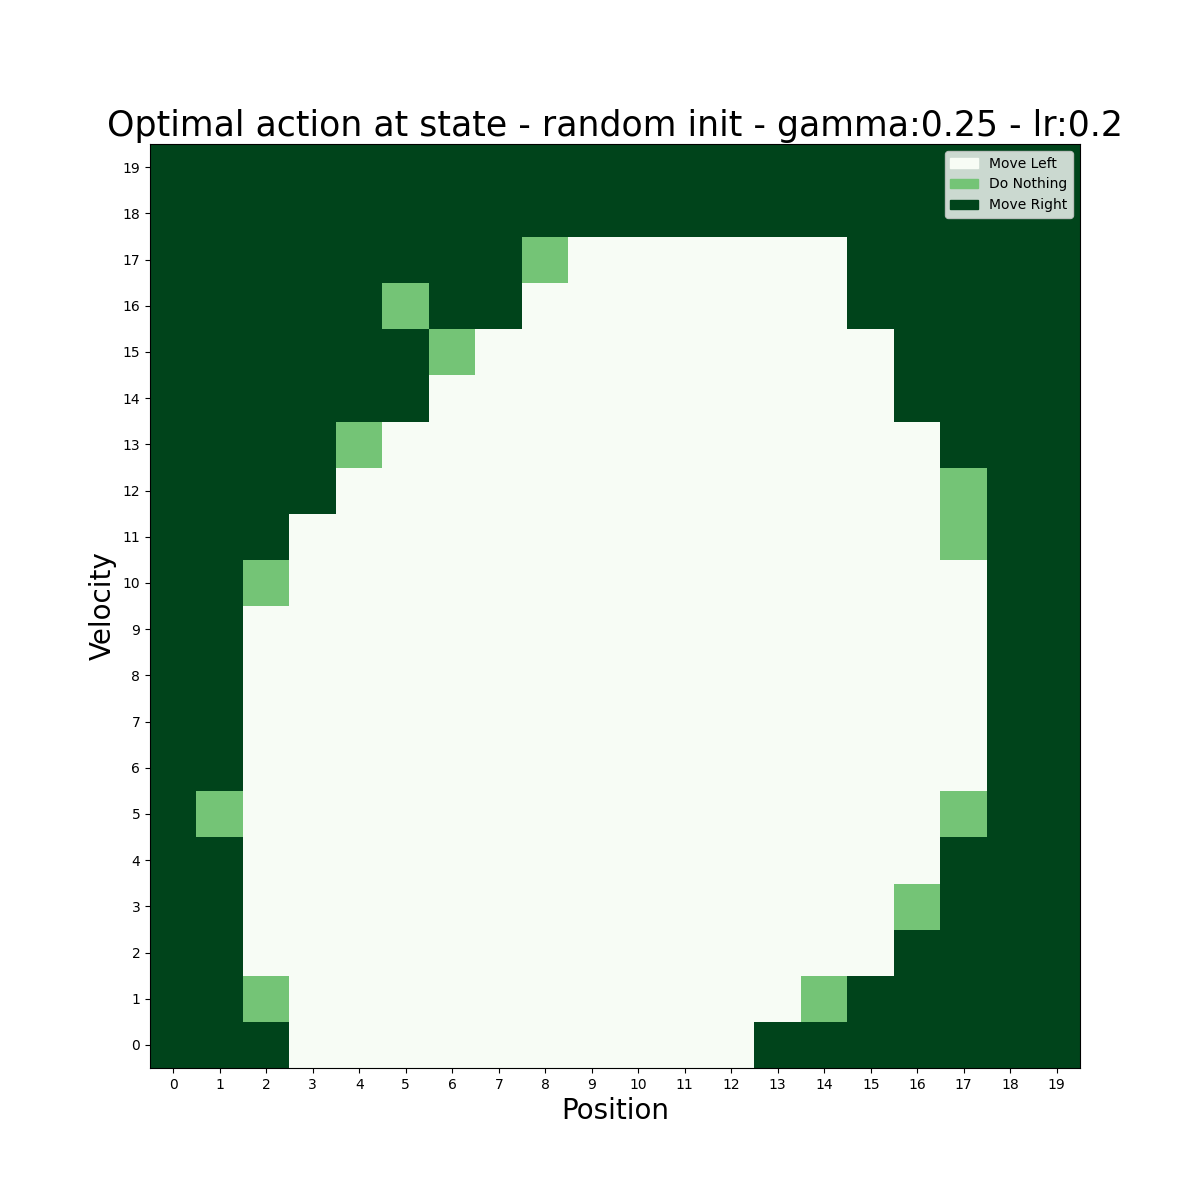 Optimal action at state - random init - gamma:0.25 - lr:0.2
Move Left
Do Nothing
Move Right
19
18
17
16
15
14
13
12
11
10
9
8
7
6
5
4
3
2
1
0
Velocity
0 1 2 3 4 5 6 7 8 9 10 11 12 13 14 15 16 17 18 19
Position